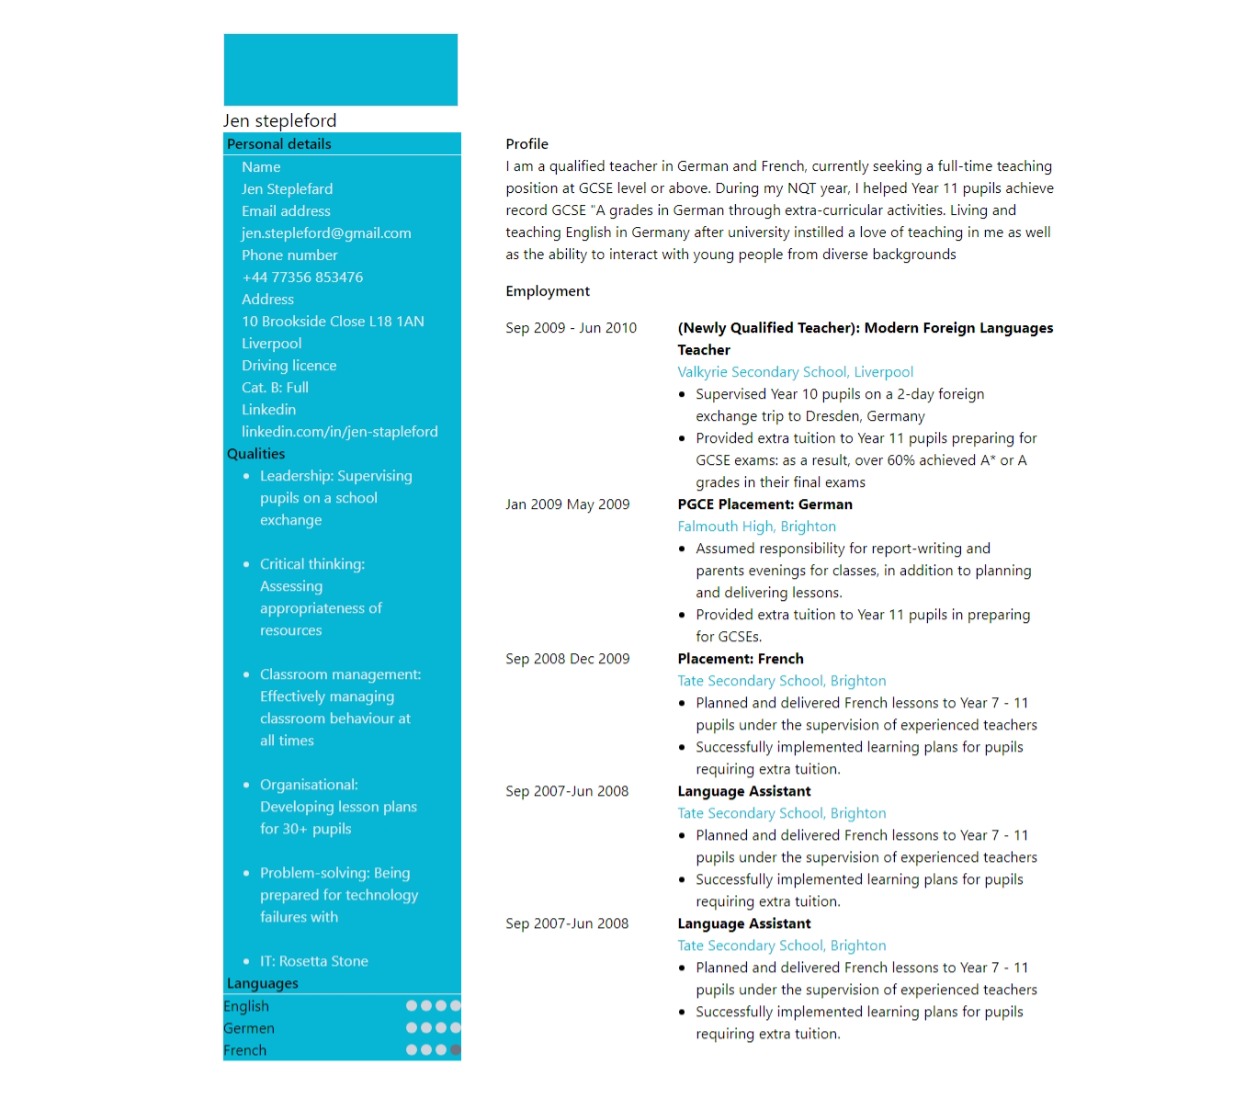 Jen stepleford
Personal details
Name
Jen Steplefard
Email address
jen.stepleford@gmail.com
Phone number
+44 77356 853476
Address
10 Brookside Close L18 1AN
Liverpool
Driving licence
Cat. B: Full
Linkedin
linkedin.com/in/jen-stapleford
Qualities
• Leadership: Supervising
pupils on a school
exchange
• Critical thinking:
Assessing
appropriateness of
resources
• Classroom management:
Effectively managing
classroom behaviour at
all times
• Organisational:
Developing lesson plans
for 30+ pupils
• Problem-solving: Being
prepared for technology
failures with
• IT: Rosetta Stone
Languages
English
Germen
French
Profile
I am a qualified teacher in German and French, currently seeking a full-time teaching
position at GCSE level or above. During my NQT year, I helped Year 11 pupils achieve
record GCSE "A grades in German through extra-curricular activities. Living and
teaching English in Germany after university instilled a love of teaching in me as well
as the ability to interact with young people from diverse backgrounds
Employment
Sep 2009 - Jun 2010
(Newly Qualified Teacher): Modern Foreign Languages
Teacher
Valkyrie Secondary School, Liverpool
• Supervised Year 10 pupils on a 2-day foreign
exchange trip to Dresden, Germany
• Provided extra tuition to Year 11 pupils preparing for
GCSE exams: as a result, over 60% achieved A* or A
grades in their final exams
Jan 2009 May 2009
PGCE Placement: German
Falmouth High, Brighton
• Assumed responsibility for report-writing and
parents evenings for classes, in addition to planning
and delivering lessons.
• Provided extra tuition to Year 11 pupils in preparing
for GCSEs.
Sep 2008 Dec 2009
Placement: French
Tate Secondary School, Brighton
• Planned and delivered French lessons to Year 7 - 11
pupils under the supervision of experienced teachers
• Successfully implemented learning plans for pupils
requiring extra tuition.
Sep 2007-Jun 2008
Language Assistant
Tate Secondary School, Brighton
• Planned and delivered French lessons to Year 7 - 11
pupils under the supervision of experienced teachers
• Successfully implemented learning plans for pupils
requiring extra tuition.
Sep 2007-Jun 2008
Language Assistant
Tate Secondary School, Brighton
• Planned and delivered French lessons to Year 7 - 11
pupils under the supervision of experienced teachers
• Successfully implemented learning plans for pupils
requiring extra tuition.